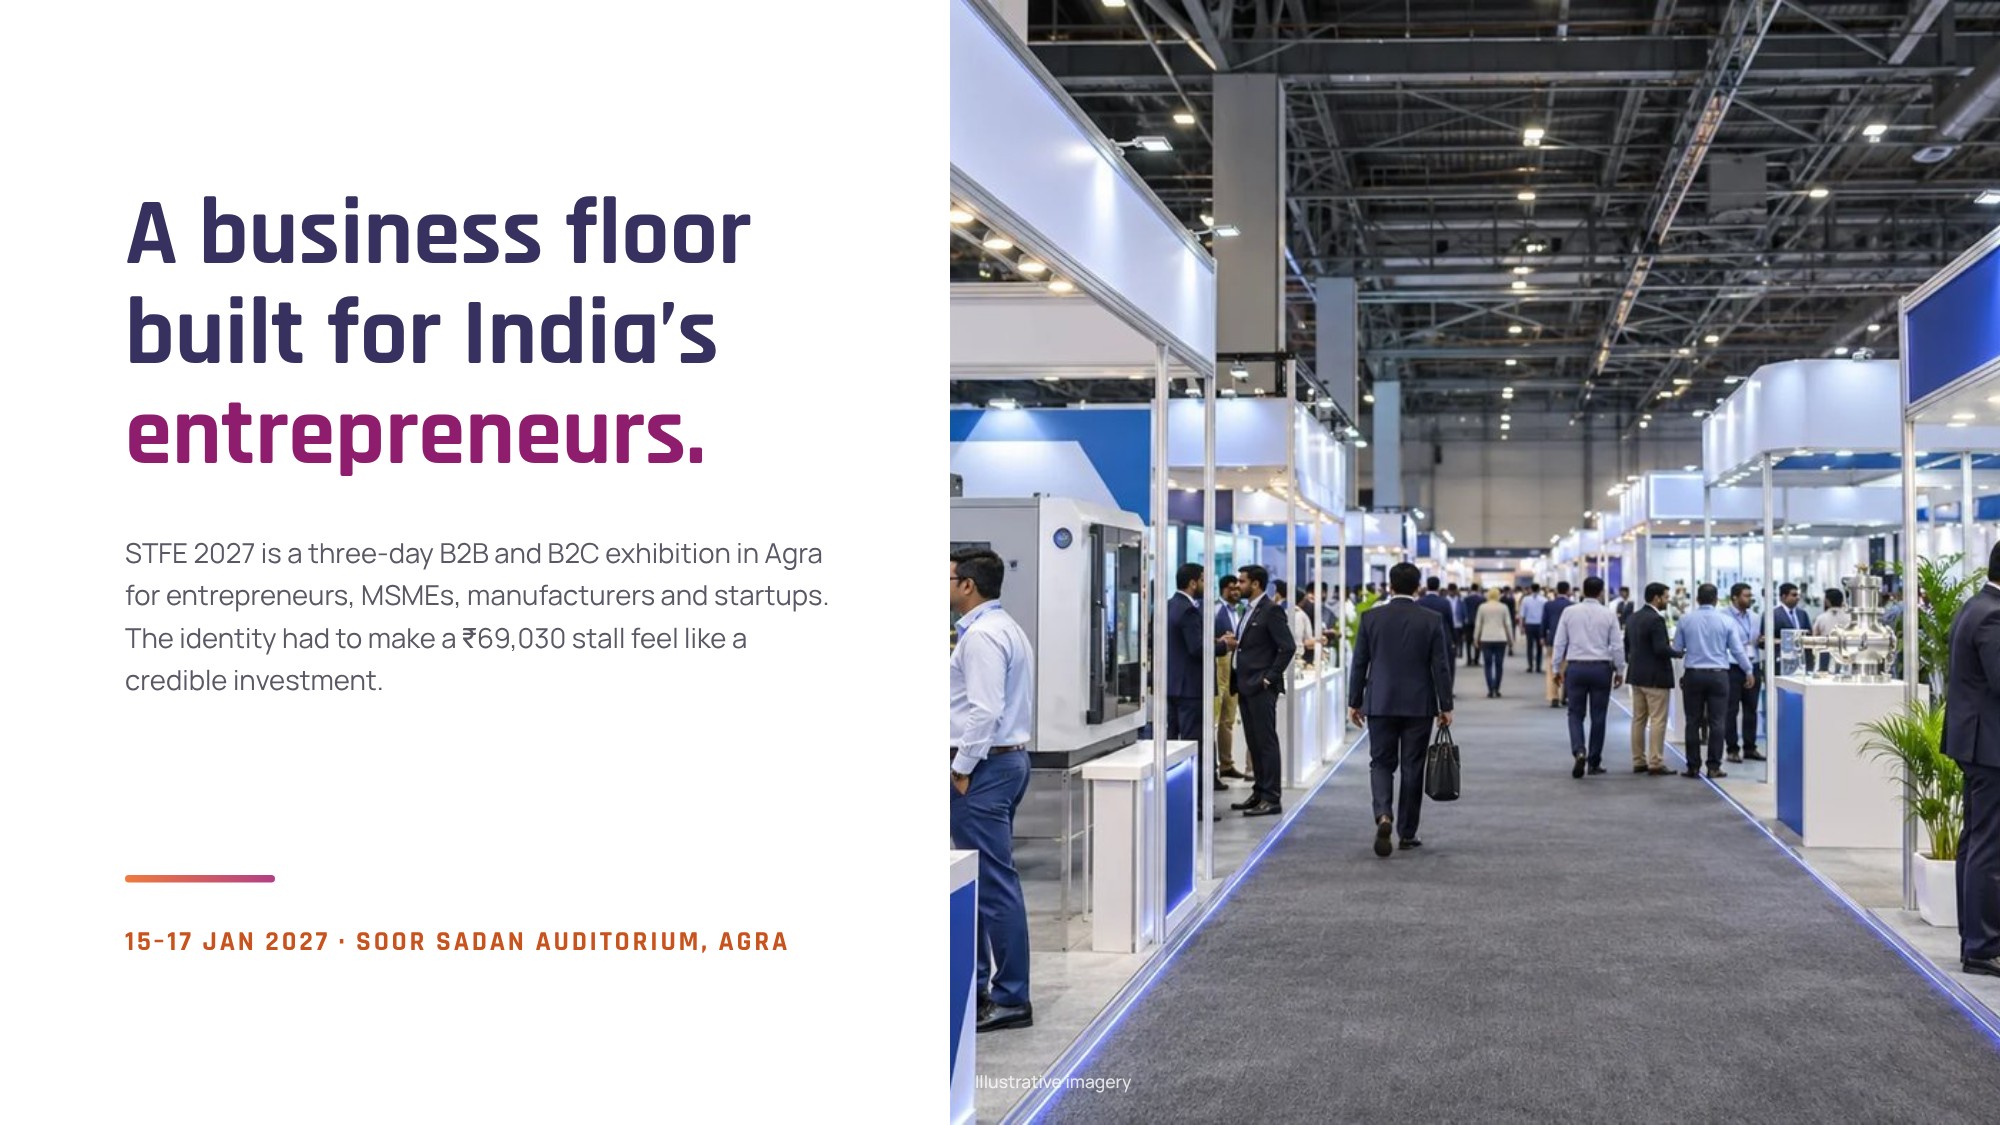 A business floor
built for India’s
entrepreneurs.
STFE 2027 is a three-day B2B and B2C exhibition in Agra
for entrepreneurs, MSMEs, manufacturers and startups.
The identity had to make a ₹69,030 stall feel like a
credible investment.
15–17 JAN 2027 · SOOR SADAN AUDITORIUM, AGRA
Illustrative imagery